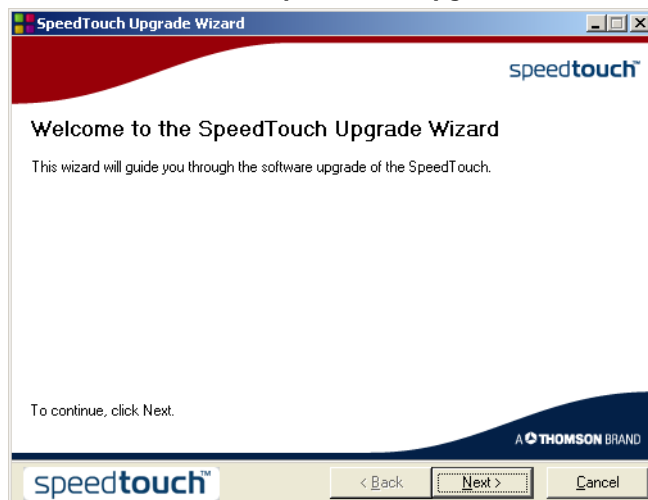 SpeedTouch Upgrade Wizard
speedtouch™
Welcome to the SpeedTouch Upgrade Wizard
This wizard will guide you through the software upgrade of the SpeedTouch.
To continue, click Next.
A THOMSON BRAND
speedtouch™
< Back Next > Cancel